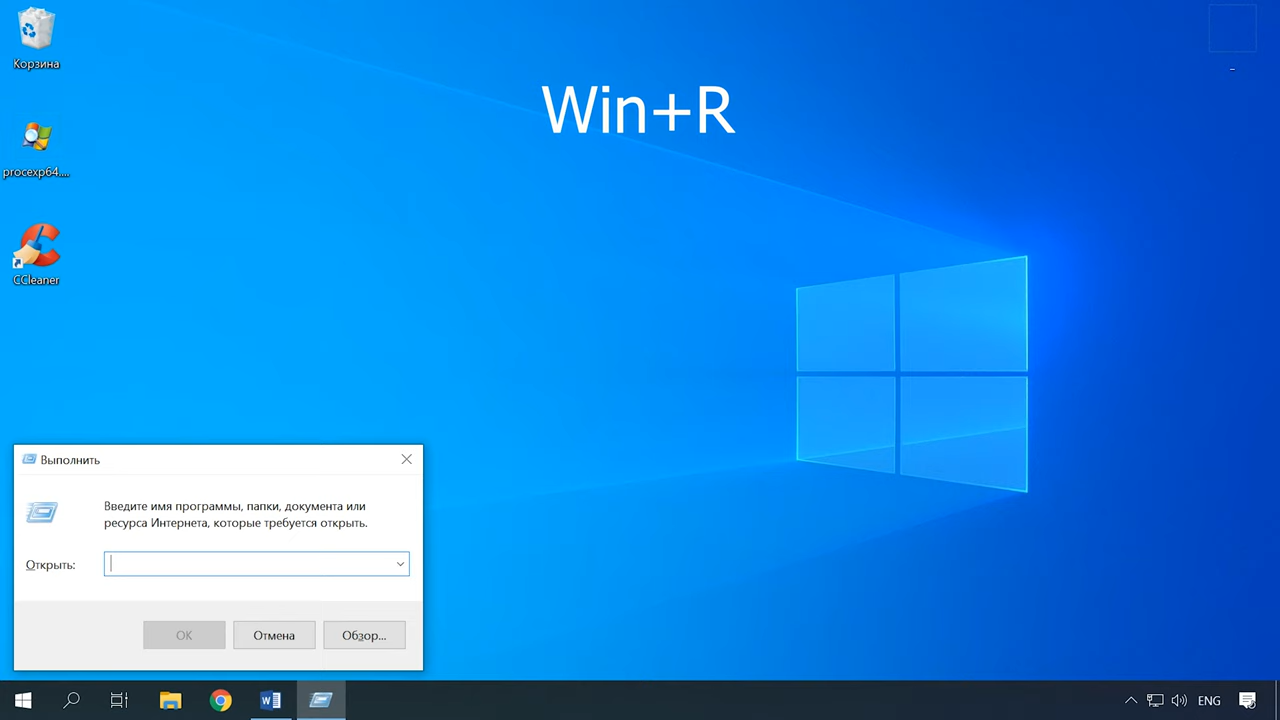 Корзина
Win+R
procexp64....
CCleaner
Выполнить
Введите имя программы, папки, документа или
ресурса Интернета, которые требуется открыть.
Открыть:
ОК
Отмена
Обзор...
ENG